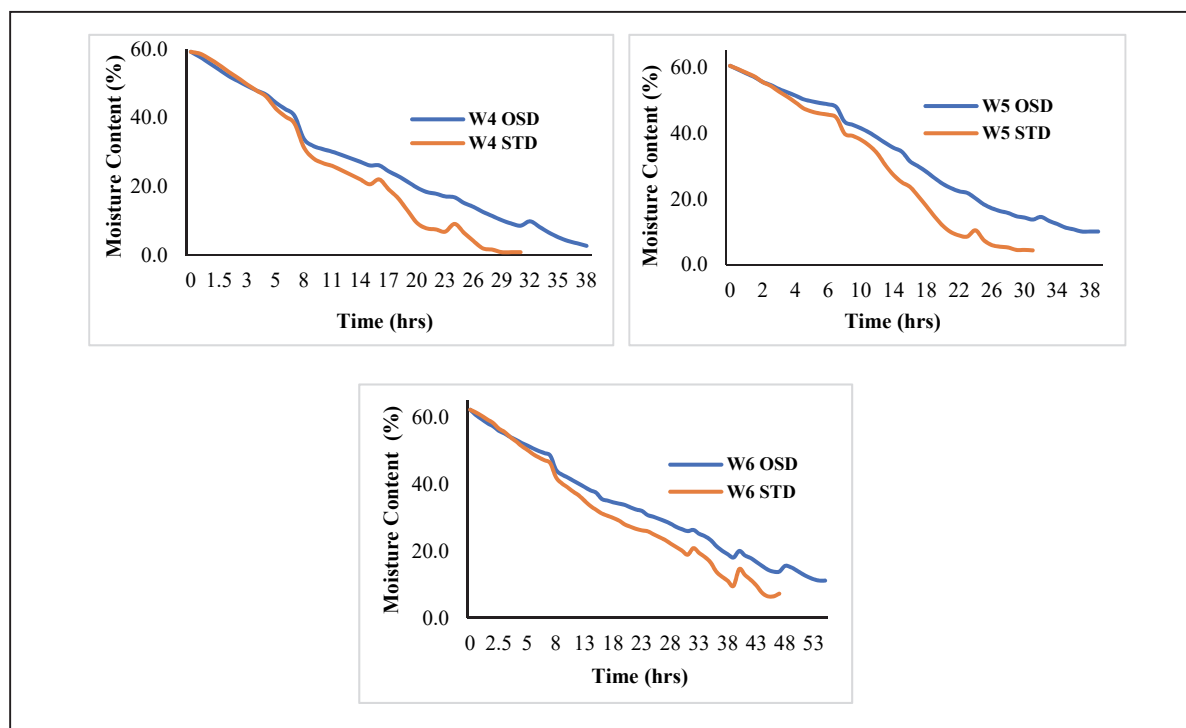 Moisture Content (%)
60.0
40.0
20.0
0.0
W4 OSD
W4 STD
0 1.5 3 5 8 11 14 17 20 23 26 29 32 35 38
Time (hrs)
Moisture Content (%)
60.0
40.0
20.0
0.0
W5 OSD
W5 STD
0 2 4 6 10 14 18 22 26 30 34 38
Time (hrs)
Moisture Content (%)
60.0
40.0
20.0
0.0
W6 OSD
W6 STD
0 2.5 5 8 13 18 23 28 33 38 43 48 53
Time (hrs)